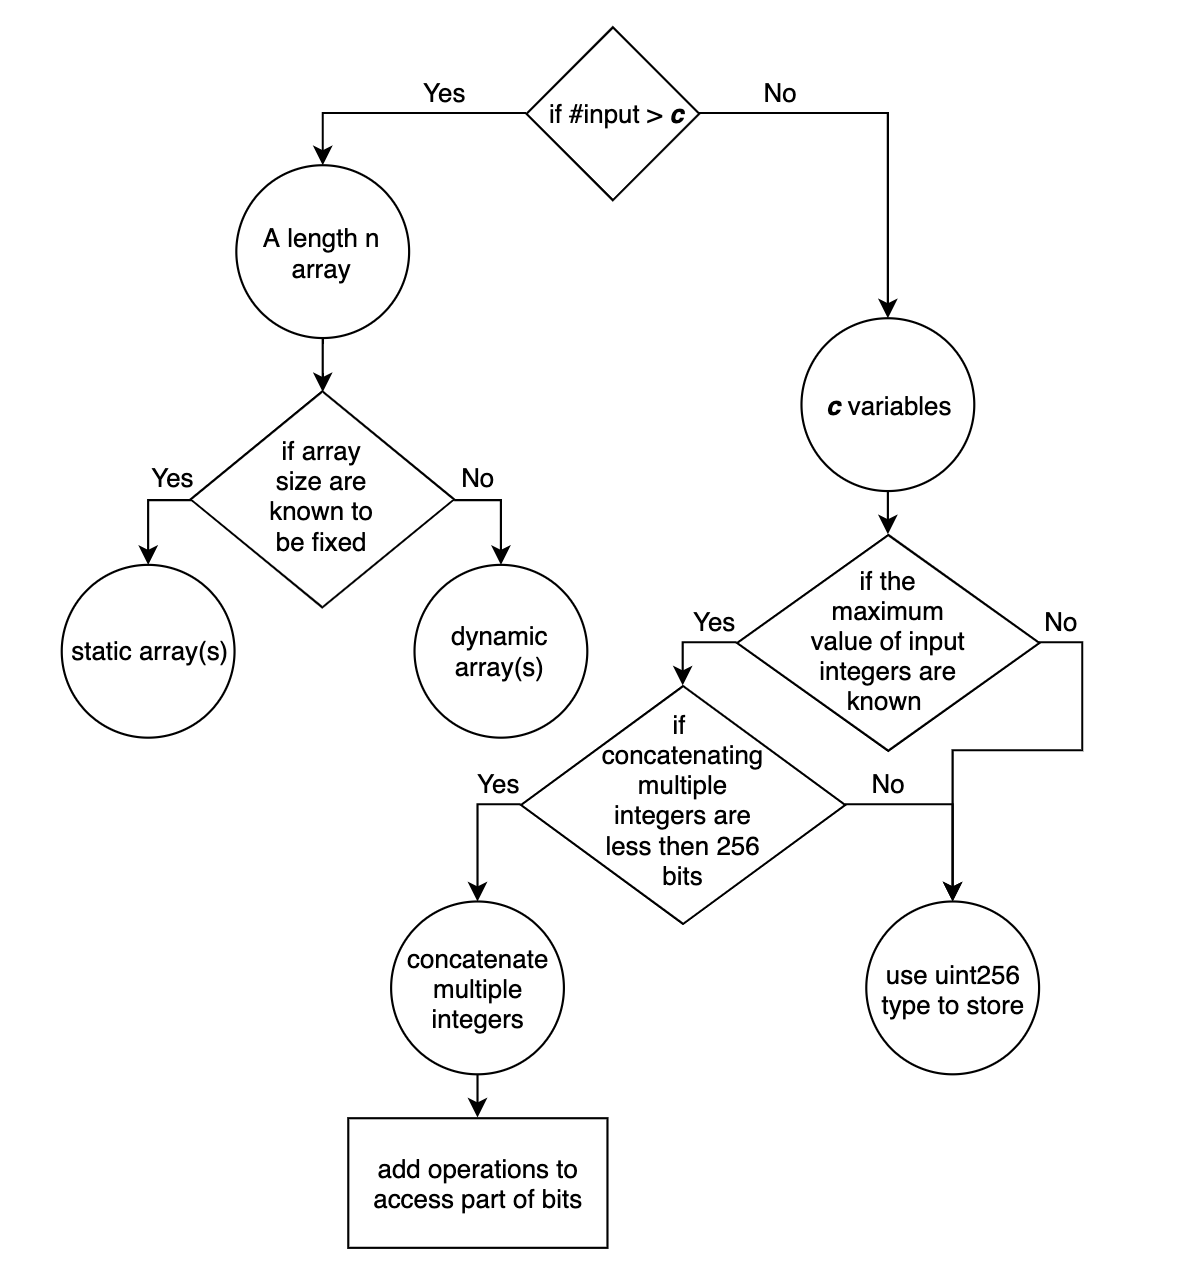 Yes
No
if #input > c
A length n
array
c variables
if array
size are
known to
be fixed
Yes
No
static array(s)
dynamic
array(s)
if the
maximum
value of input
integers are
known
Yes
No
if
concatenating
multiple
integers are
less then 256
bits
Yes
No
concatenate
multiple
integers
use uint256
type to store
add operations to
access part of bits